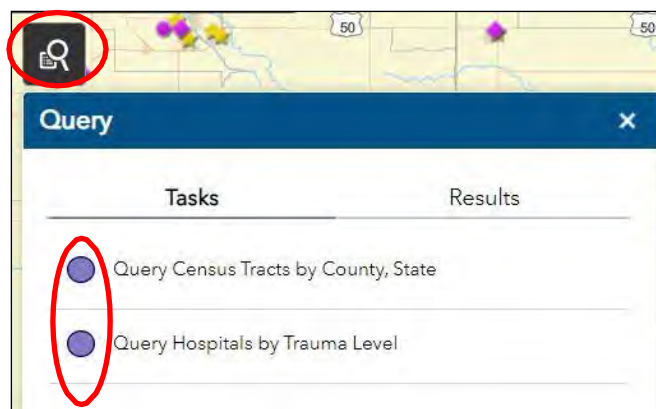 50
50
Query ×
Tasks Results
Query Census Tracts by County, State
Query Hospitals by Trauma Level